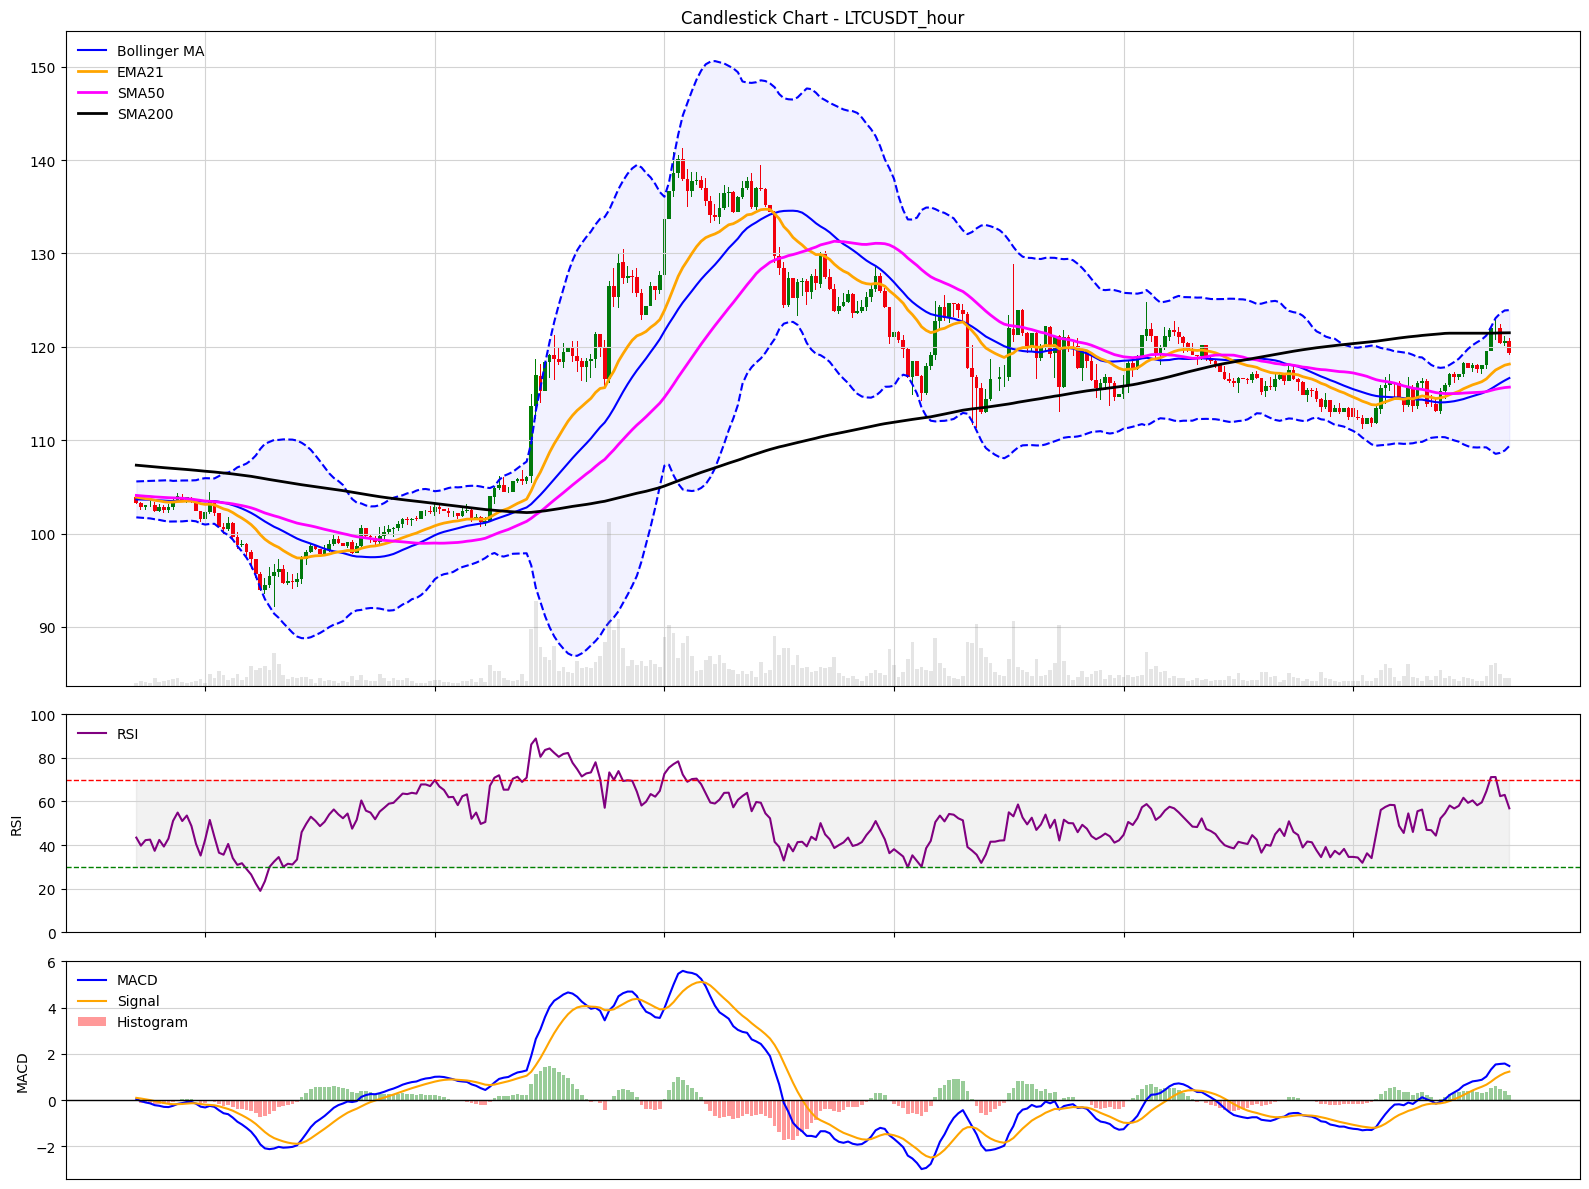 Candlestick Chart - LTCUSDT_hour
Bollinger MA
EMA21
SMA50
SMA200
150
140
130
120
110
100
90
RSI
100
80
60
40
20
0
RSI
MACD
Signal
Histogram
6
4
2
0
−2
MACD